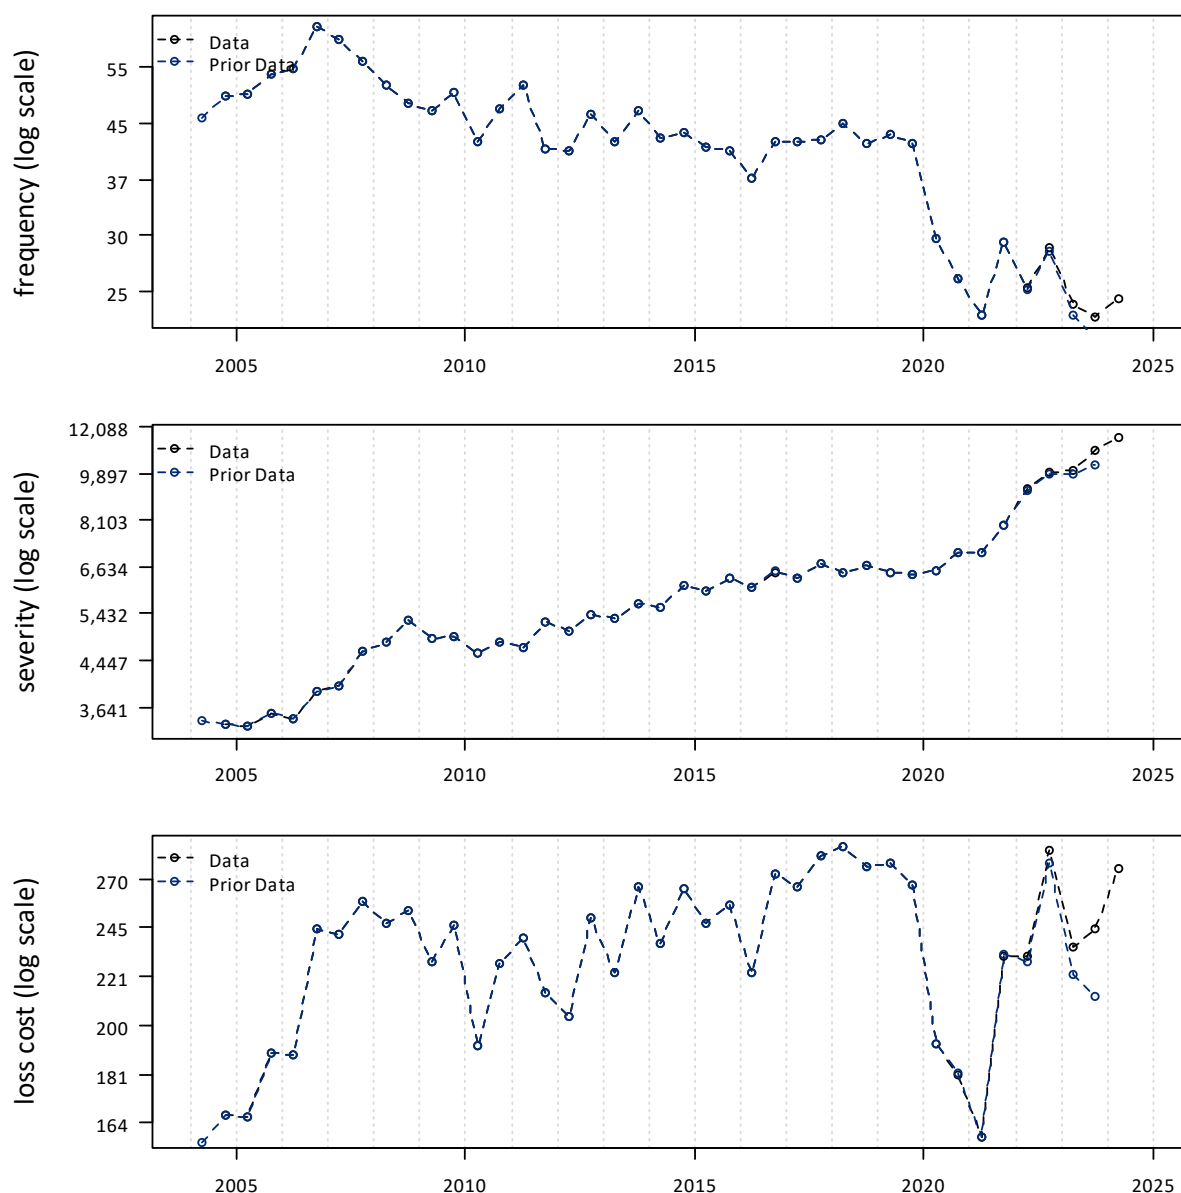 frequency (log scale)
Data
Prior Data
55
45
37
30
25
2005 2010 2015 2020 2025
severity (log scale)
Data
Prior Data
12,088
9,897
8,103
6,634
5,432
4,447
3,641
2005 2010 2015 2020 2025
loss cost (log scale)
Data
Prior Data
270
245
221
200
181
164
2005 2010 2015 2020 2025